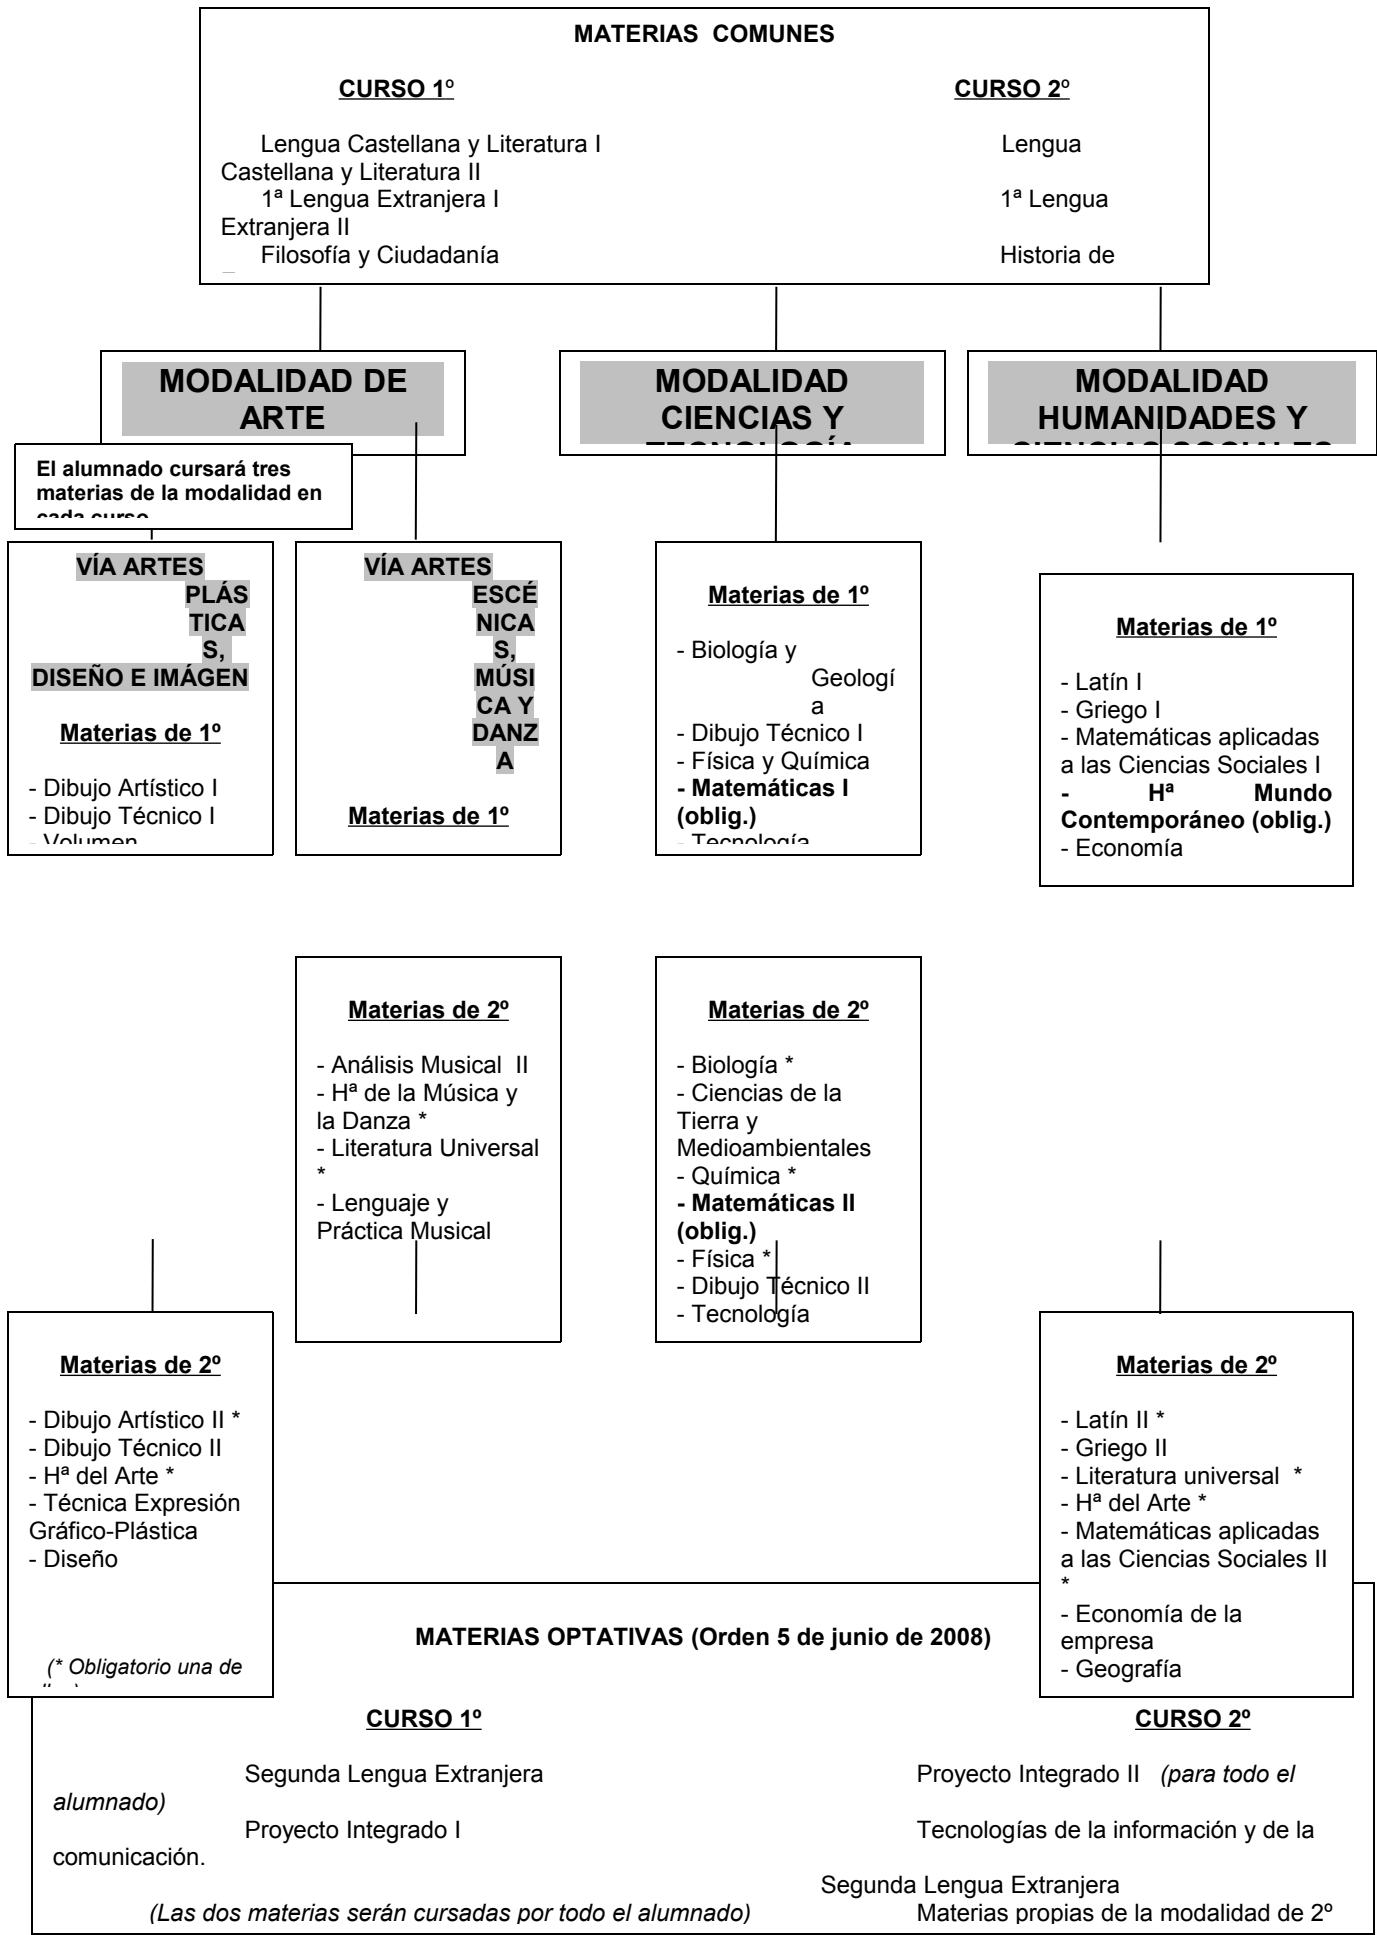 MATERIAS COMUNES
CURSO 1º CURSO 2º
Lengua Castellana y Literatura I Lengua
Castellana y Literatura II
1ª Lengua Extranjera I 1ª Lengua
Extranjera II
Filosofía y Ciudadanía Historia de
MODALIDAD DE
ARTE
MODALIDAD
CIENCIAS Y
TECNOLOGÍA
MODALIDAD
HUMANIDADES Y
CIENCIAS SOCIALES
El alumnado cursará tres
materias de la modalidad en
cada curso
VÍA ARTES
PLÁS
TICA
S,
DISEÑO E IMÁGEN
Materias de 1º
- Dibujo Artístico I
- Dibujo Técnico I
- Volumen
VÍA ARTES
ESCÉ
NICA
S,
MÚSI
CA Y
DANZ
A
Materias de 1º
Materias de 1º
- Biología y
Geologí
a
- Dibujo Técnico I
- Física y Química
- Matemáticas I
(oblig.)
- Tecnología
Materias de 1º
- Latín I
- Griego I
- Matemáticas aplicadas
a las Ciencias Sociales I
- Hª Mundo
Contemporáneo (oblig.)
- Economía
Materias de 2º
- Análisis Musical II
- Hª de la Música y
la Danza *
- Literatura Universal
*
- Lenguaje y
Práctica Musical
Materias de 2º
- Biología *
- Ciencias de la
Tierra y
Medioambientales
- Química *
- Matemáticas II
(oblig.)
- Física *
- Dibujo Técnico II
- Tecnología
Materias de 2º
- Dibujo Artístico II *
- Dibujo Técnico II
- Hª del Arte *
- Técnica Expresión
Gráfico-Plástica
- Diseño
(* Obligatorio una de
Materias de 2º
- Latín II *
- Griego II
- Literatura universal *
- Hª del Arte *
- Matemáticas aplicadas
a las Ciencias Sociales II
*
- Economía de la
empresa
- Geografía
MATERIAS OPTATIVAS (Orden 5 de junio de 2008)
CURSO 1º CURSO 2º
Segunda Lengua Extranjera Proyecto Integrado II (para todo el
alumnado)
Proyecto Integrado I Tecnologías de la información y de la
comunicación.
Segunda Lengua Extranjera
(Las dos materias serán cursadas por todo el alumnado) Materias propias de la modalidad de 2º